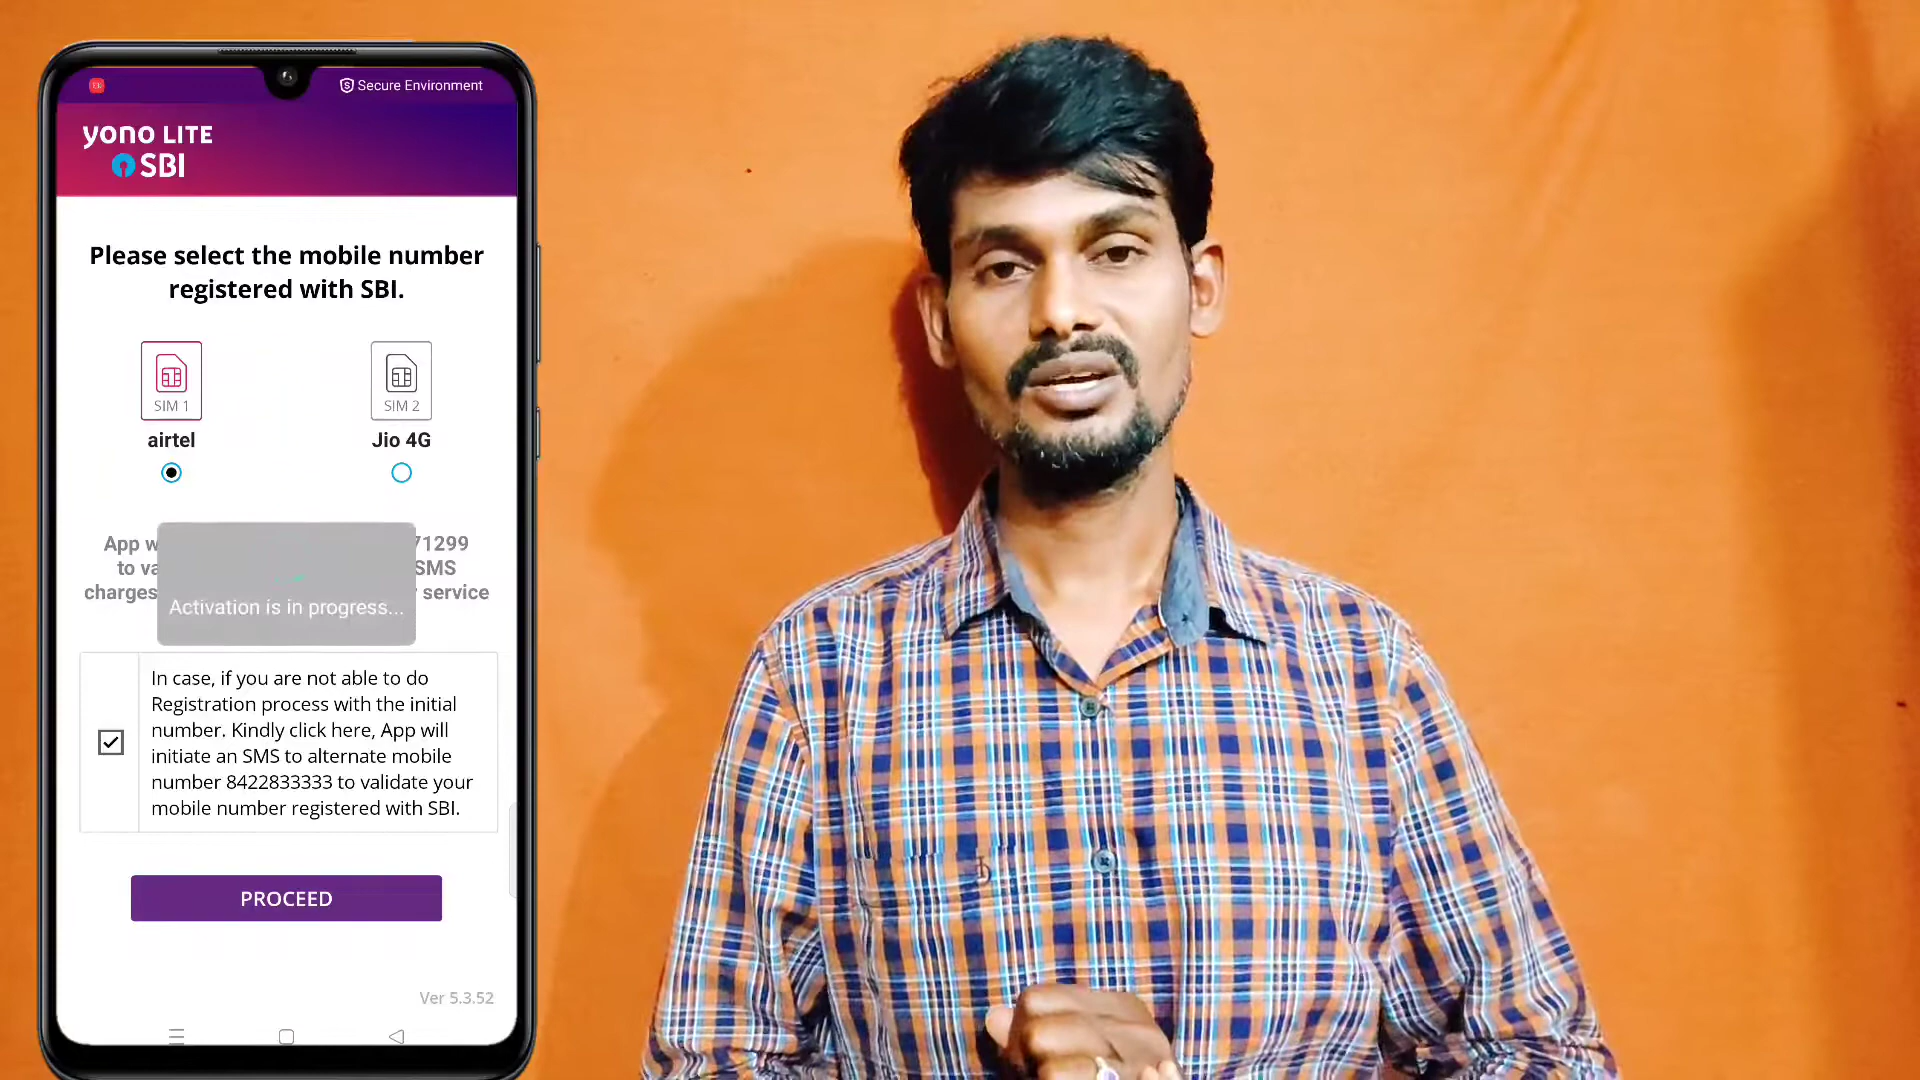 Secure Environment
yono LITE
SBI
Please select the mobile number
registered with SBI.
SIM 1
SIM 2
airtel
Jio 4G
App 71299
to SMS
charges service
Activation is in progress...
In case, if you are not able to do
Registration process with the initial
number. Kindly click here, App will
initiate an SMS to alternate mobile
number 8422833333 to validate your
mobile number registered with SBI.
PROCEED
Ver 5.3.52